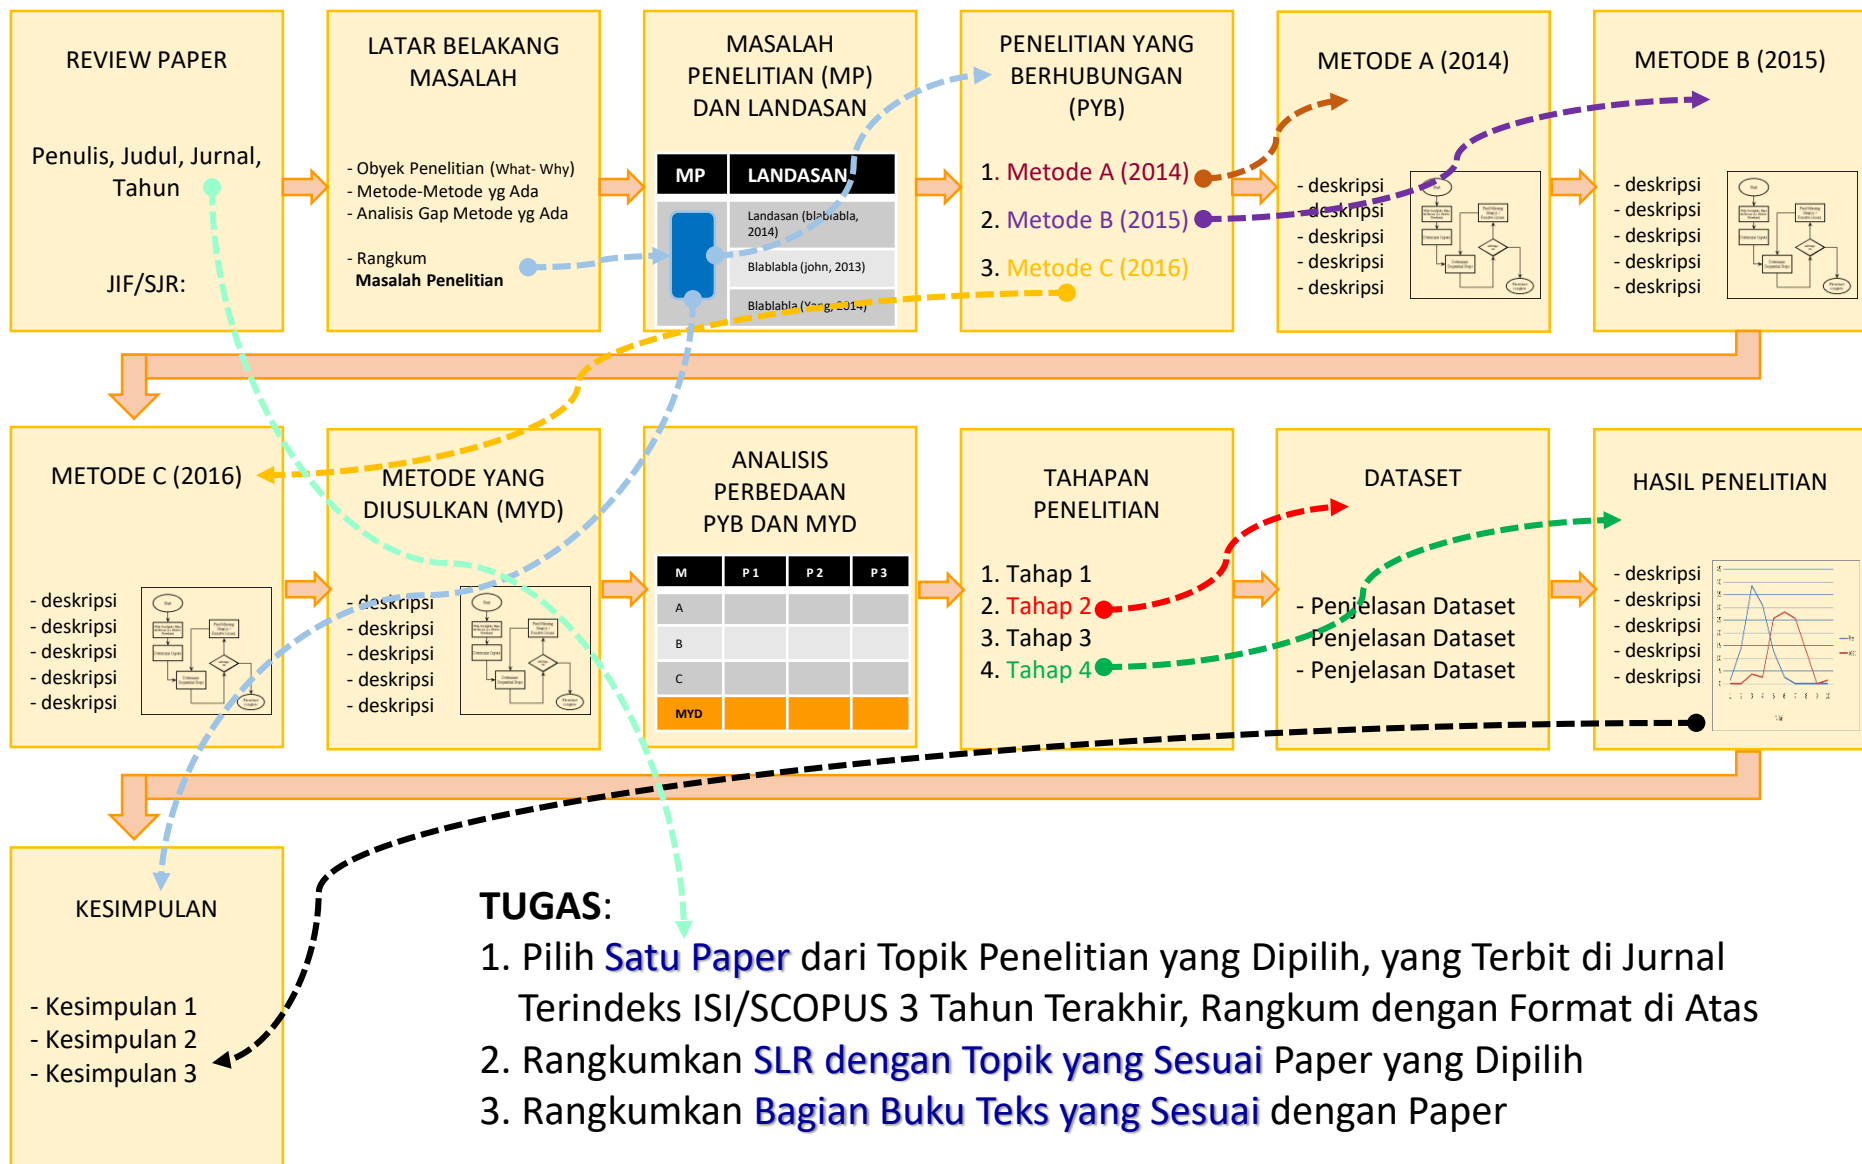 REVIEW PAPER
Penulis, Judul, Jurnal,
Tahun
JIF/SJR:
LATAR BELAKANG
MASALAH
- Obyek Penelitian (What- Why)
- Metode-Metode yg Ada
- Analisis Gap Metode yg Ada
- Rangkum
Masalah Penelitian
MASALAH
PENELITIAN (MP)
DAN LANDASAN
MP LANDASAN
Landasan (blablabla,
2014)
Blablabla (john, 2013)
Blablabla (Yang, 2014)
PENELITIAN YANG
BERHUBUNGAN
(PYB)
1. Metode A (2014)
2. Metode B (2015)
3. Metode C (2016)
METODE A (2014)
- deskripsi
- deskripsi
- deskripsi
- deskripsi
- deskripsi
METODE B (2015)
- deskripsi
- deskripsi
- deskripsi
- deskripsi
- deskripsi
METODE C (2016)
- deskripsi
- deskripsi
- deskripsi
- deskripsi
- deskripsi
METODE YANG
DIUSULKAN (MYD)
- deskripsi
- deskripsi
- deskripsi
- deskripsi
- deskripsi
ANALISIS
PERBEDAAN
PYB DAN MYD
M P 1 P 2 P 3
A
B
C
MYD
TAHAPAN
PENELITIAN
1. Tahap 1
2. Tahap 2
3. Tahap 3
4. Tahap 4
DATASET
- Penjelasan Dataset
- Penjelasan Dataset
- Penjelasan Dataset
HASIL PENELITIAN
- deskripsi
- deskripsi
- deskripsi
- deskripsi
- deskripsi
KESIMPULAN
- Kesimpulan 1
- Kesimpulan 2
- Kesimpulan 3
TUGAS:
1. Pilih Satu Paper dari Topik Penelitian yang Dipilih, yang Terbit di Jurnal
Terindeks ISI/SCOPUS 3 Tahun Terakhir, Rangkum dengan Format di Atas
2. Rangkumkan SLR dengan Topik yang Sesuai Paper yang Dipilih
3. Rangkumkan Bagian Buku Teks yang Sesuai dengan Paper